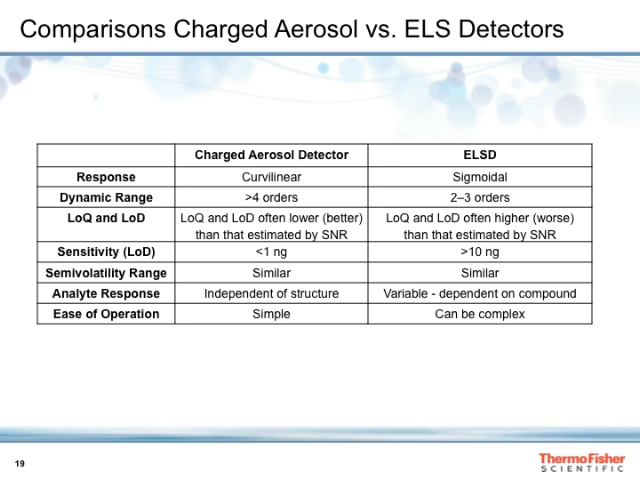 Comparisons Charged Aerosol vs. ELS Detectors
Charged Aerosol Detector ELSD
Response Curvilinear Sigmoidal
Dynamic Range >4 orders 2–3 orders
LoQ and LoD LoQ and LoD often lower (better) LoQ and LoD often higher (worse)
than that estimated by SNR than that estimated by SNR
Sensitivity (LoD) <1 ng >10 ng
Semivolatility Range Similar Similar
Analyte Response Independent of structure Variable - dependent on compound
Ease of Operation Simple Can be complex
19
ThermoFisher
SCIENTIFIC